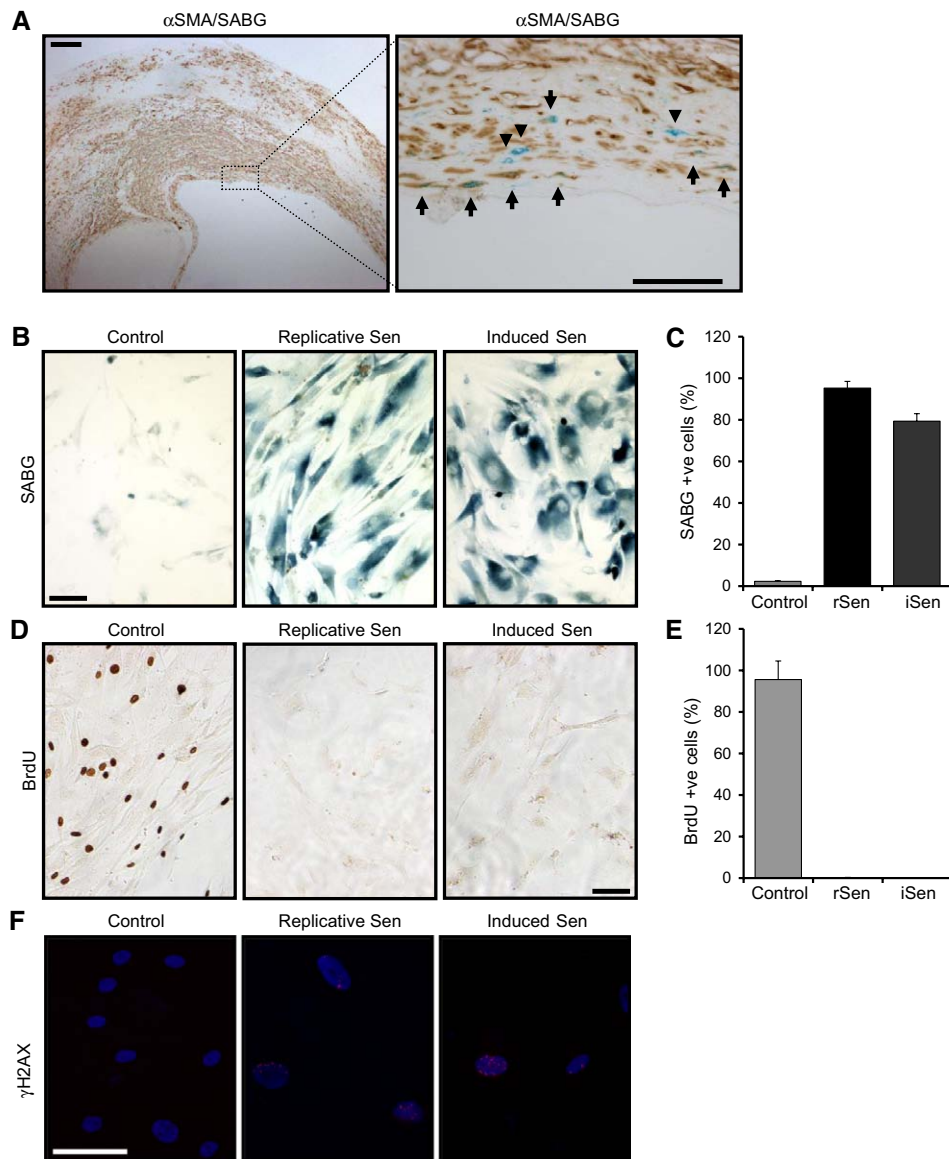 A
αSMA/SABG
αSMA/SABG
B
Control
Replicative Sen
Induced Sen
SABG
C
SABG +ve cells (%)
120
100
80
60
40
20
0
Control
rSen
iSen
D
Control
Replicative Sen
Induced Sen
BrdU
E
BrdU +ve cells (%)
120
100
80
60
40
20
0
Control
rSen
iSen
F
Control
Replicative Sen
Induced Sen
γH2AX